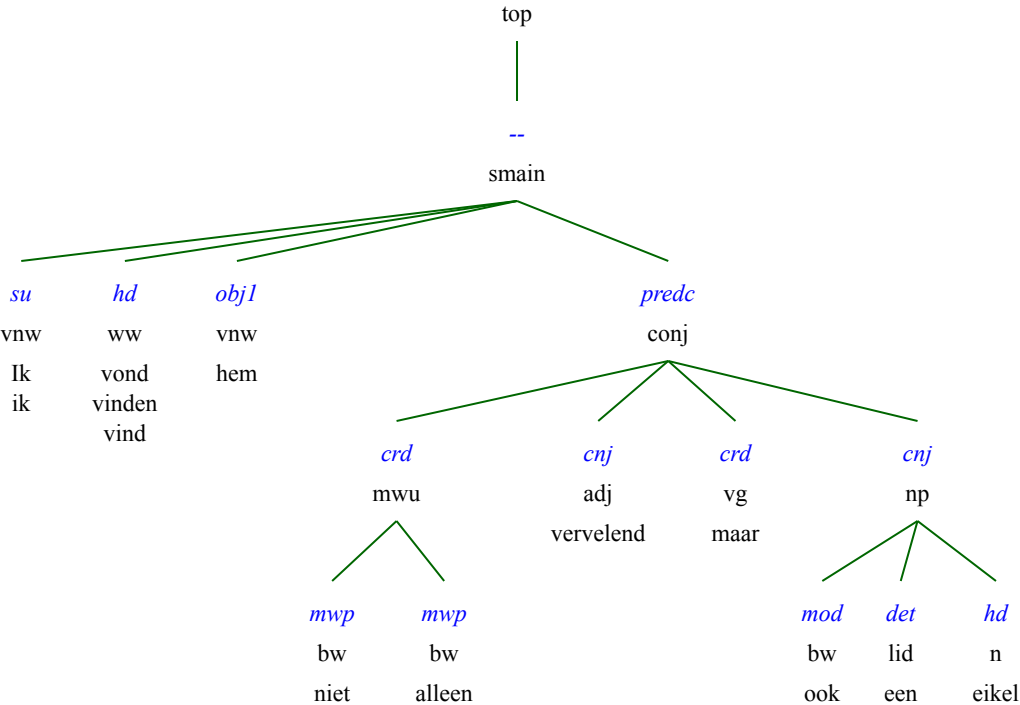 top
--
smain
su hd obj1 predc
vnw ww vnw conj
Ik vond hem
ik vinden
vind
crd cnj crd cnj
mwu adj vg np
vervelend maar
mwp mwp mod det hd
bw bw bw lid n
niet alleen ook een eikel